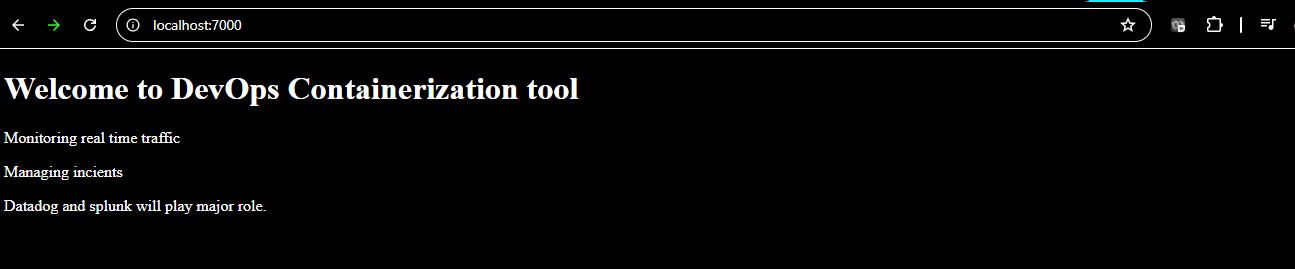 localhost:7000
Welcome to DevOps Containerization tool
Monitoring real time traffic
Managing incients
Datadog and splunk will play major role.